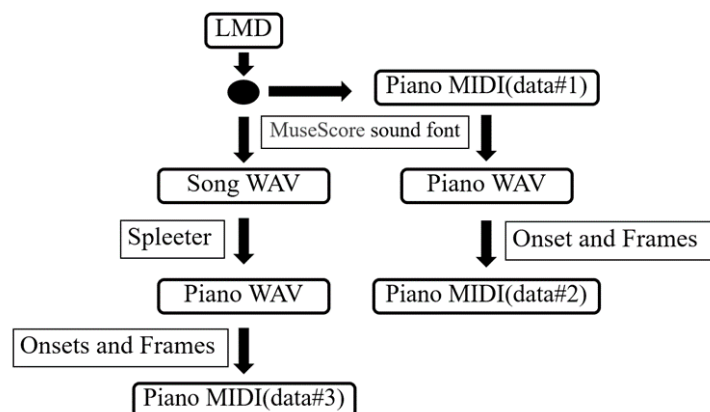 LMD
Piano MIDI(data#1)
MuseScore sound font
Song WAV
Piano WAV
Spleeter
Onset and Frames
Piano WAV
Piano MIDI(data#2)
Onsets and Frames
Piano MIDI(data#3)